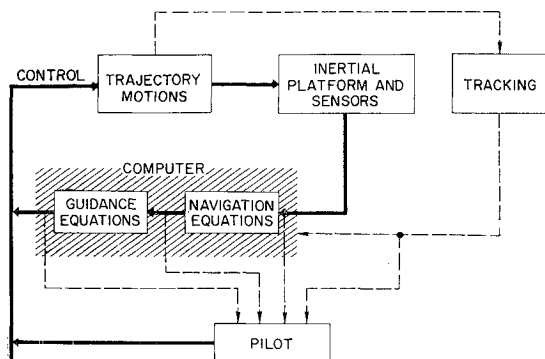 CONTROL
TRAJECTORY
MOTIONS
INERTIAL
PLATFORM AND
SENSORS
TRACKING
COMPUTER
GUIDANCE
EQUATIONS
NAVIGATION
EQUATIONS
PILOT